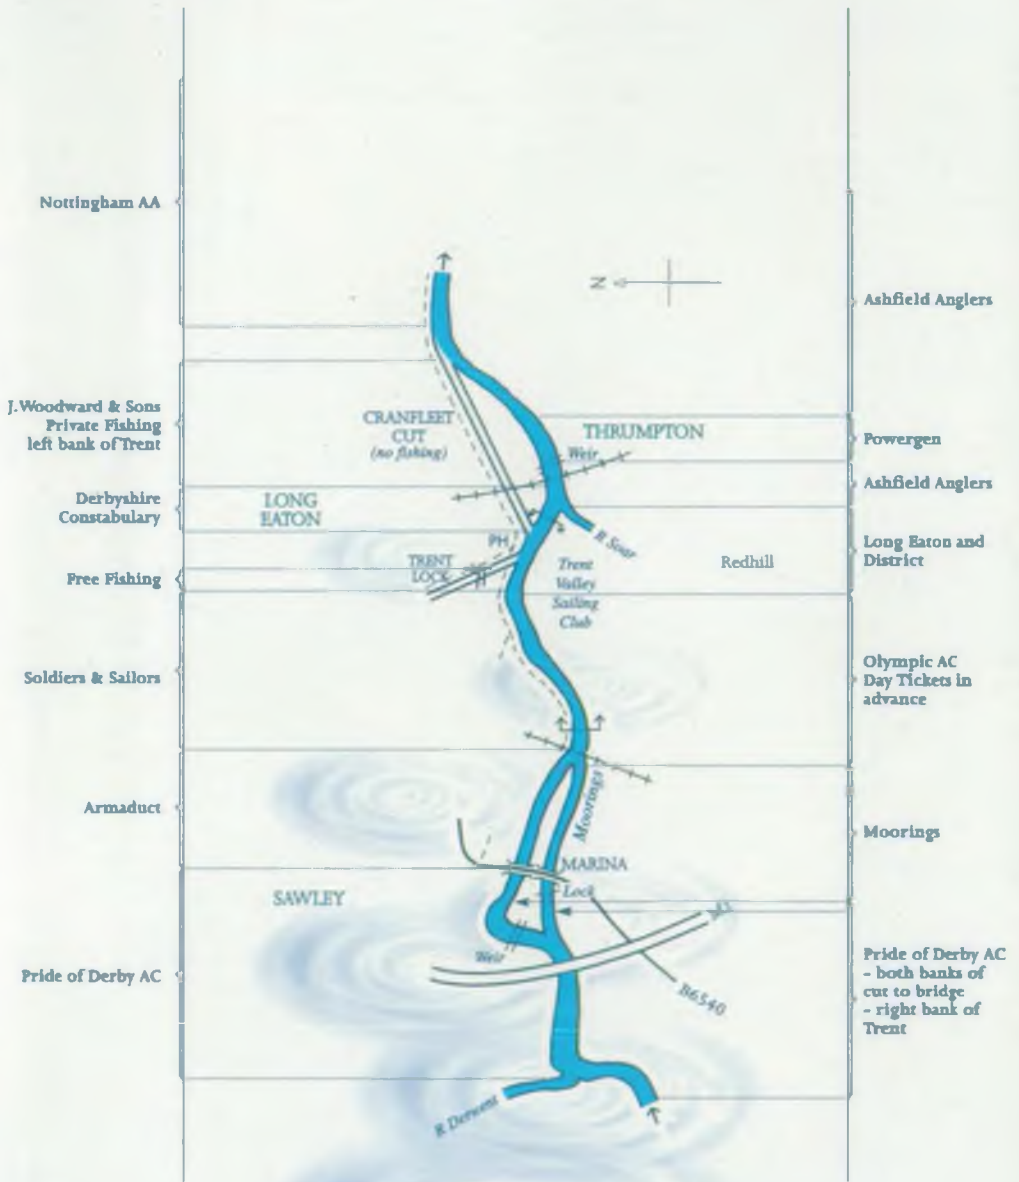 Nottingham AA
J. Woodward & Sons
Private Fishing
left bank of Trent
Derbyshire
Constabulary
Free Fishing
Soldiers & Sailors
Armaduct
Pride of Derby AC
N
CRANFLEET
CUT
(no fishing)
THRUMPTON
Weir
LONG
EATON
PH
R Soar
TRENT
LOCK
Trent
Valley
Sailing
Club
Redhill
Moorings
MARINA
Lock
SAWLEY
M1
Weir
B6540
R Derwent
Ashfield Anglers
Powergen
Ashfield Anglers
Long Eaton and
District
Olympic AC
Day Tickets in
advance
Moorings
Pride of Derby AC
- both banks of
cut to bridge
- right bank of
Trent